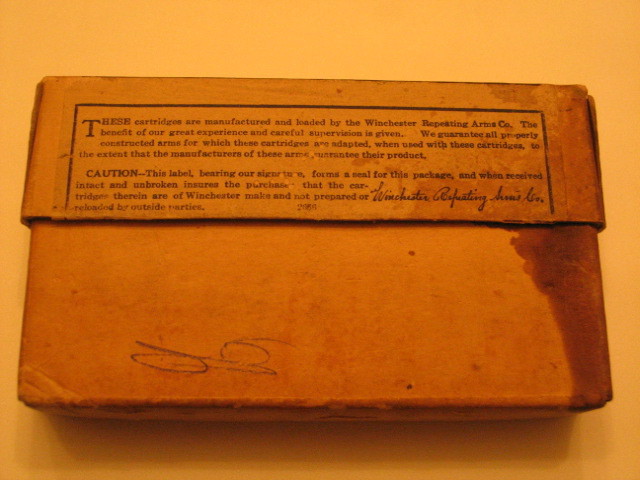 THESE cartridges are manufactured and loaded by the Winchester Repeating Arms Co. The
benefit of our great experience and careful supervision is given. We guarantee all properly
constructed arms for which these cartridges are adapted, when used with these cartridges, to
the extent that the manufacturers of these arms guarantee their product.
CAUTION—This label, bearing our signature, forms a seal for this package, and when received
intact and unbroken insures the purchaser that the car-
tridges therein are of Winchester make and not prepared or Winchester Repeating Arms Co.
reloaded by outside parties.